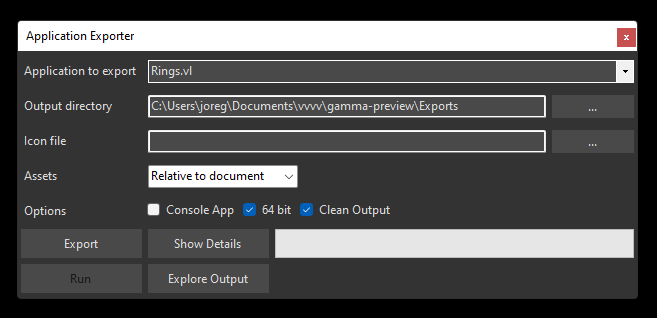 Application Exporter x
Application to export Rings.vl
Output directory C:\Users\joreg\Documents\vvvv\gamma-preview\Exports ...
Icon file ...
Assets Relative to document
Options Console App 64 bit Clean Output
Export Show Details
Run Explore Output